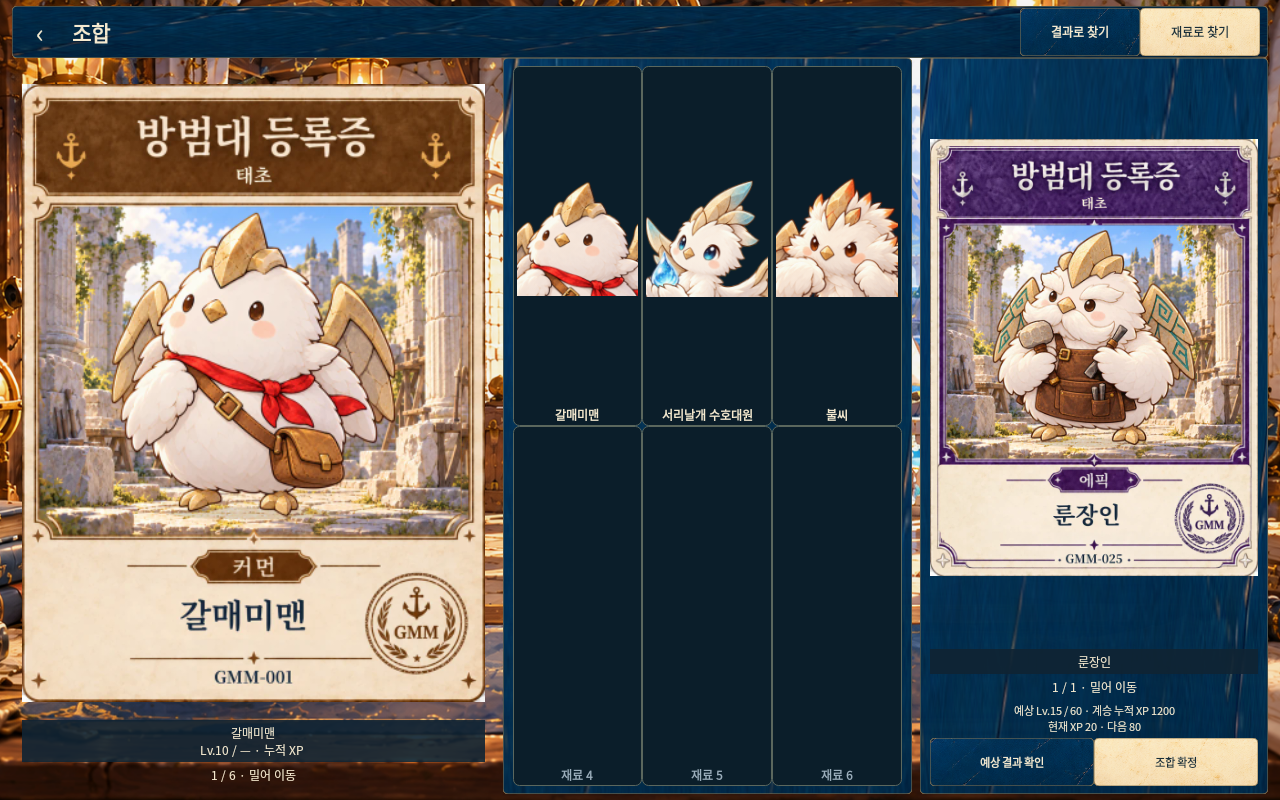 ‹ 조합
결과로 찾기
재료로 찾기
방범대 등록증
태초
커먼
갈매미맨
GMM
GMM-001
갈매미맨
Lv.10 / — · 누적 XP
1 / 6 · 밀어 이동
갈매미맨
서리날개 수호대원
불씨
재료 4
재료 5
재료 6
방범대 등록증
태초
에픽
룬장인
GMM
· GMM-025 ·
룬장인
1 / 1 · 밀어 이동
예상 Lv.15 / 60 · 계승 누적 XP 1200
현재 XP 20 · 다음 80
예상 결과 확인
조합 확정